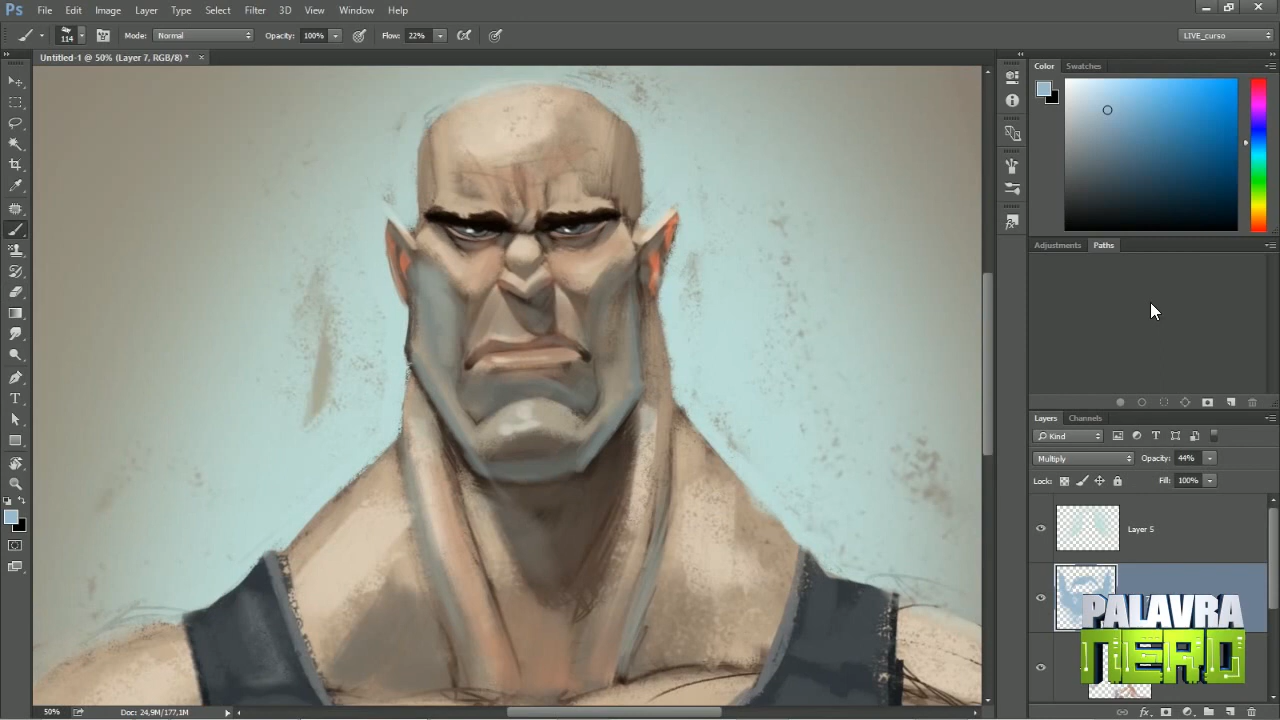 Ps File Edit Image Layer Type Select Filter 3D View Window Help
114 Mode: Normal Opacity: 100% Flow: 22% LIVE_curso
Untitled-1 @ 50% (Layer 7, RGB/8) * ×
Color Swatches
Adjustments Paths
Layers Channels
Kind
Multiply Opacity: 44%
Lock: Fill: 100%
Layer 5
PALAVRA
NERD
50% Doc: 24,9M/177,1M